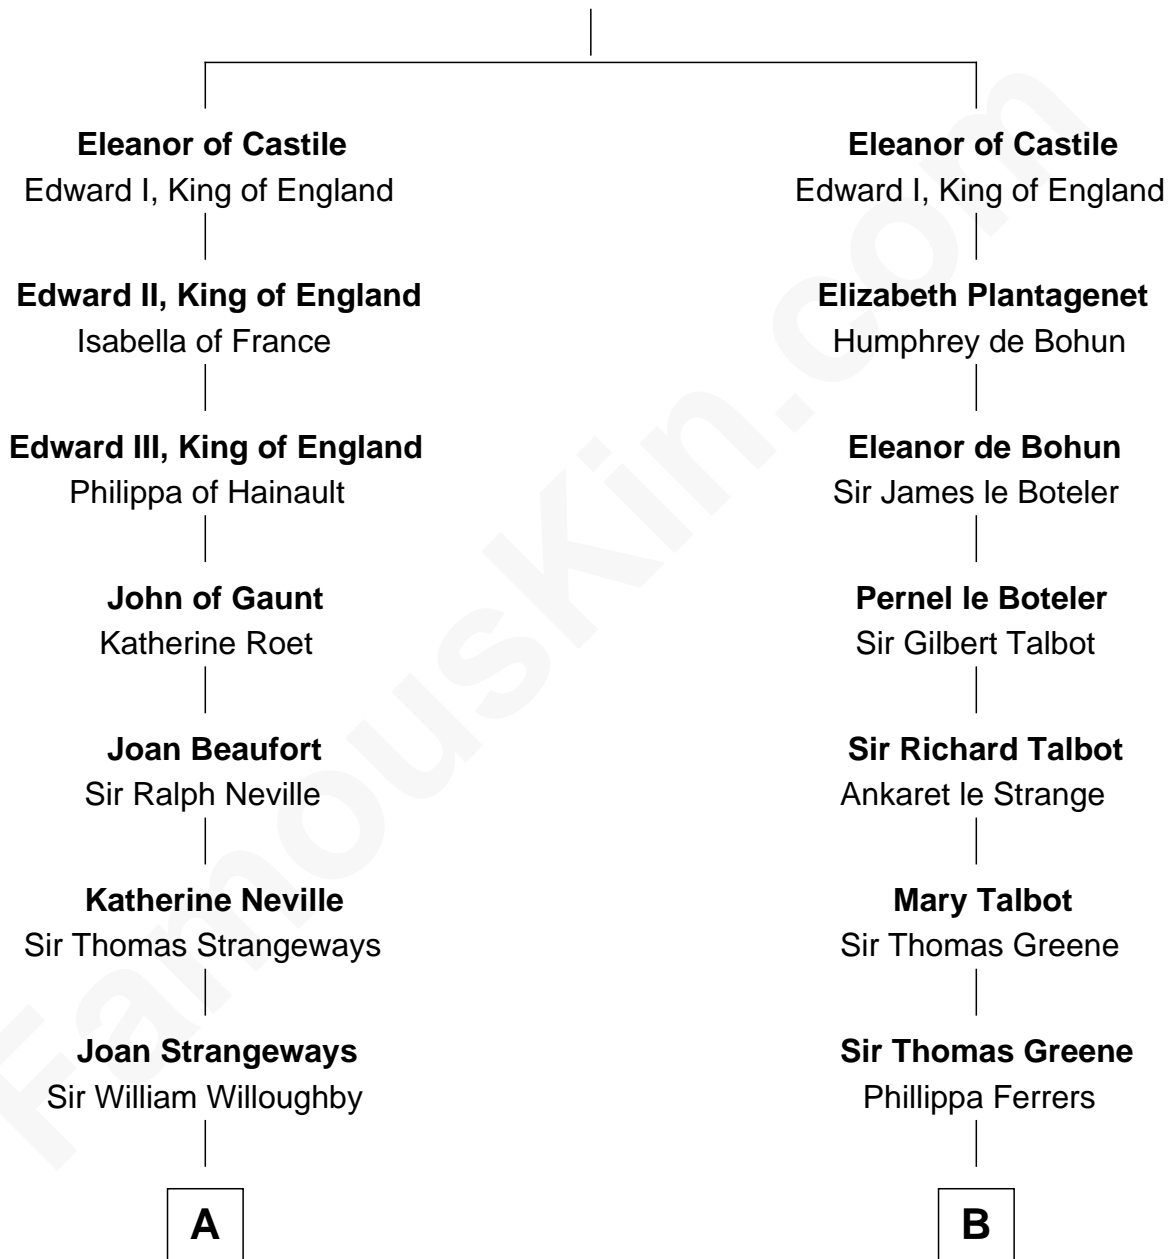 Eleanor of Castile
Edward I, King of England
Edward II, King of England
Isabella of France
Edward III, King of England
Philippa of Hainault
John of Gaunt
Katherine Roet
Joan Beaufort
Sir Ralph Neville
Katherine Neville
Sir Thomas Strangeways
Joan Strangeways
Sir William Willoughby
A
Eleanor of Castile
Edward I, King of England
Elizabeth Plantagenet
Humphrey de Bohun
Eleanor de Bohun
Sir James le Boteler
Pernel le Boteler
Sir Gilbert Talbot
Sir Richard Talbot
Ankaret le Strange
Mary Talbot
Sir Thomas Greene
Sir Thomas Greene
Phillippa Ferrers
B
FamousKin.com